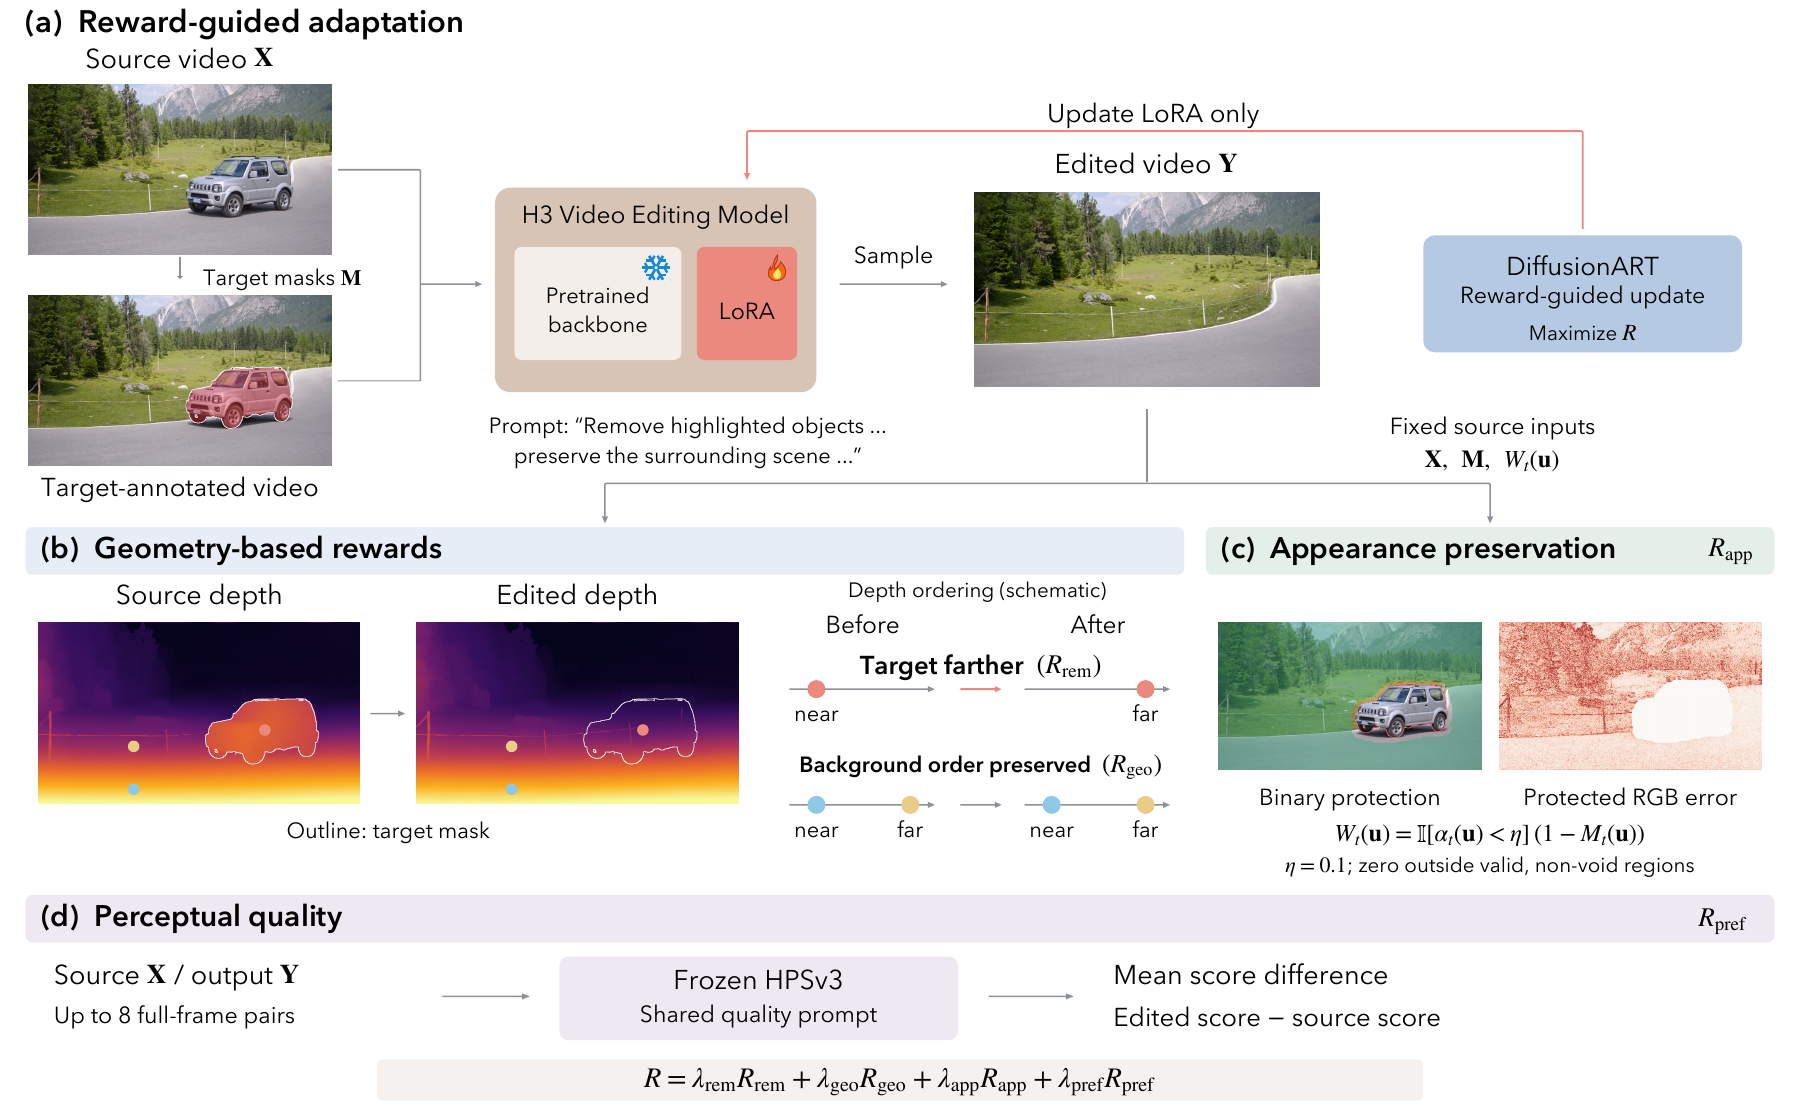 (a) Reward-guided adaptation
Source video X
Target masks M
Target-annotated video
H3 Video Editing Model
Pretrained
backbone
LoRA
Prompt: “Remove highlighted objects ...
preserve the surrounding scene ...”
Sample
Update LoRA only
Edited video Y
DiffusionART
Reward-guided update
Maximize R
Fixed source inputs
X, M, W_t(u)
(b) Geometry-based rewards
Source depth
Edited depth
Outline: target mask
Depth ordering (schematic)
Before After
Target farther (R_rem)
near far
Background order preserved (R_geo)
near far near far
(c) Appearance preservation R_app
Binary protection
Protected RGB error
W_t(u) = 𝕀[α_t(u) < η] (1 − M_t(u))
η = 0.1; zero outside valid, non-void regions
(d) Perceptual quality R_pref
Source X / output Y
Up to 8 full-frame pairs
Frozen HPSv3
Shared quality prompt
Mean score difference
Edited score − source score
R = λ_rem R_rem + λ_geo R_geo + λ_app R_app + λ_pref R_pref